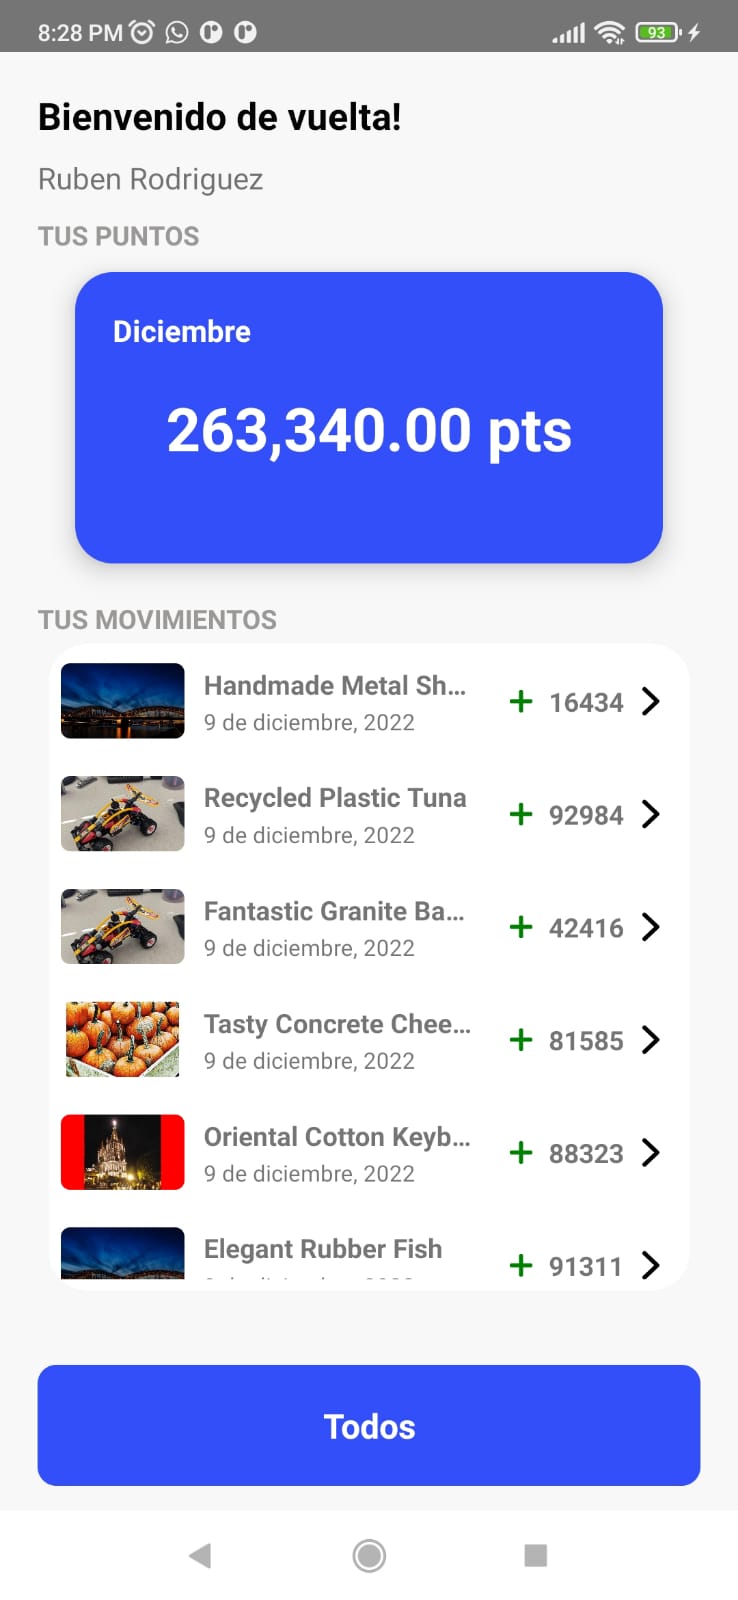 8:28 PM
93
Bienvenido de vuelta!
Ruben Rodriguez
TUS PUNTOS
Diciembre
263,340.00 pts
TUS MOVIMIENTOS
Handmade Metal Sh...
9 de diciembre, 2022
+ 16434
Recycled Plastic Tuna
9 de diciembre, 2022
+ 92984
Fantastic Granite Ba...
9 de diciembre, 2022
+ 42416
Tasty Concrete Chee...
9 de diciembre, 2022
+ 81585
Oriental Cotton Keyb...
9 de diciembre, 2022
+ 88323
Elegant Rubber Fish
+ 91311
Todos